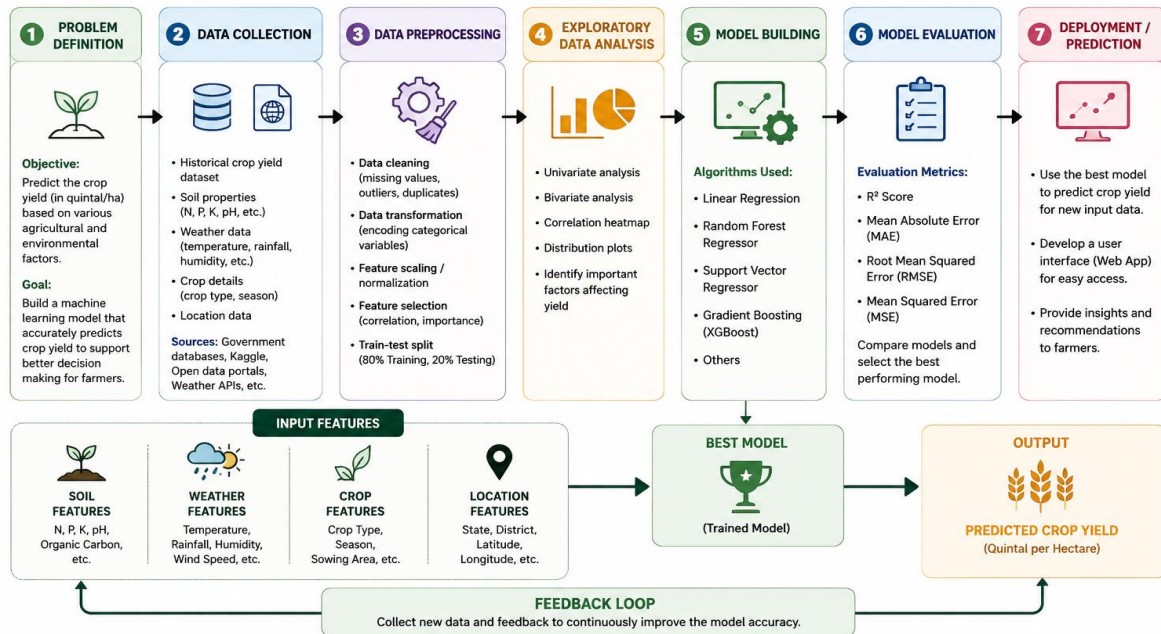 1 PROBLEM
DEFINITION
Objective:
Predict the crop
yield (in quintal/ha)
based on various
agricultural and
environmental
factors.
Goal:
Build a machine
learning model that
accurately predicts
crop yield to support
better decision
making for farmers.
2 DATA COLLECTION
• Historical crop yield
dataset
• Soil properties
(N, P, K, pH, etc.)
• Weather data
(temperature, rainfall,
humidity, etc.)
• Crop details
(crop type, season)
• Location data
Sources: Government
databases, Kaggle,
Open data portals,
Weather APIs, etc.
3 DATA PREPROCESSING
• Data cleaning
(missing values,
outliers, duplicates)
• Data transformation
(encoding categorical
variables)
• Feature scaling /
normalization
• Feature selection
(correlation, importance)
• Train-test split
(80% Training, 20% Testing)
4 EXPLORATORY
DATA ANALYSIS
• Univariate analysis
• Bivariate analysis
• Correlation heatmap
• Distribution plots
• Identify important
factors affecting
yield
5 MODEL BUILDING
Algorithms Used:
• Linear Regression
• Random Forest
Regressor
• Support Vector
Regressor
• Gradient Boosting
(XGBoost)
• Others
6 MODEL EVALUATION
Evaluation Metrics:
• R² Score
• Mean Absolute Error
(MAE)
• Root Mean Squared
Error (RMSE)
• Mean Squared Error
(MSE)
Compare models and
select the best
performing model.
7 DEPLOYMENT /
PREDICTION
• Use the best model
to predict crop yield
for new input data.
• Develop a user
interface (Web App)
for easy access.
• Provide insights and
recommendations
to farmers.
INPUT FEATURES
SOIL
FEATURES
N, P, K, pH,
Organic Carbon,
etc.
WEATHER
FEATURES
Temperature,
Rainfall, Humidity,
Wind Speed, etc.
CROP
FEATURES
Crop Type,
Season,
Sowing Area, etc.
LOCATION
FEATURES
State, District,
Latitude,
Longitude, etc.
BEST MODEL
(Trained Model)
OUTPUT
PREDICTED CROP YIELD
(Quintal per Hectare)
FEEDBACK LOOP
Collect new data and feedback to continuously improve the model accuracy.